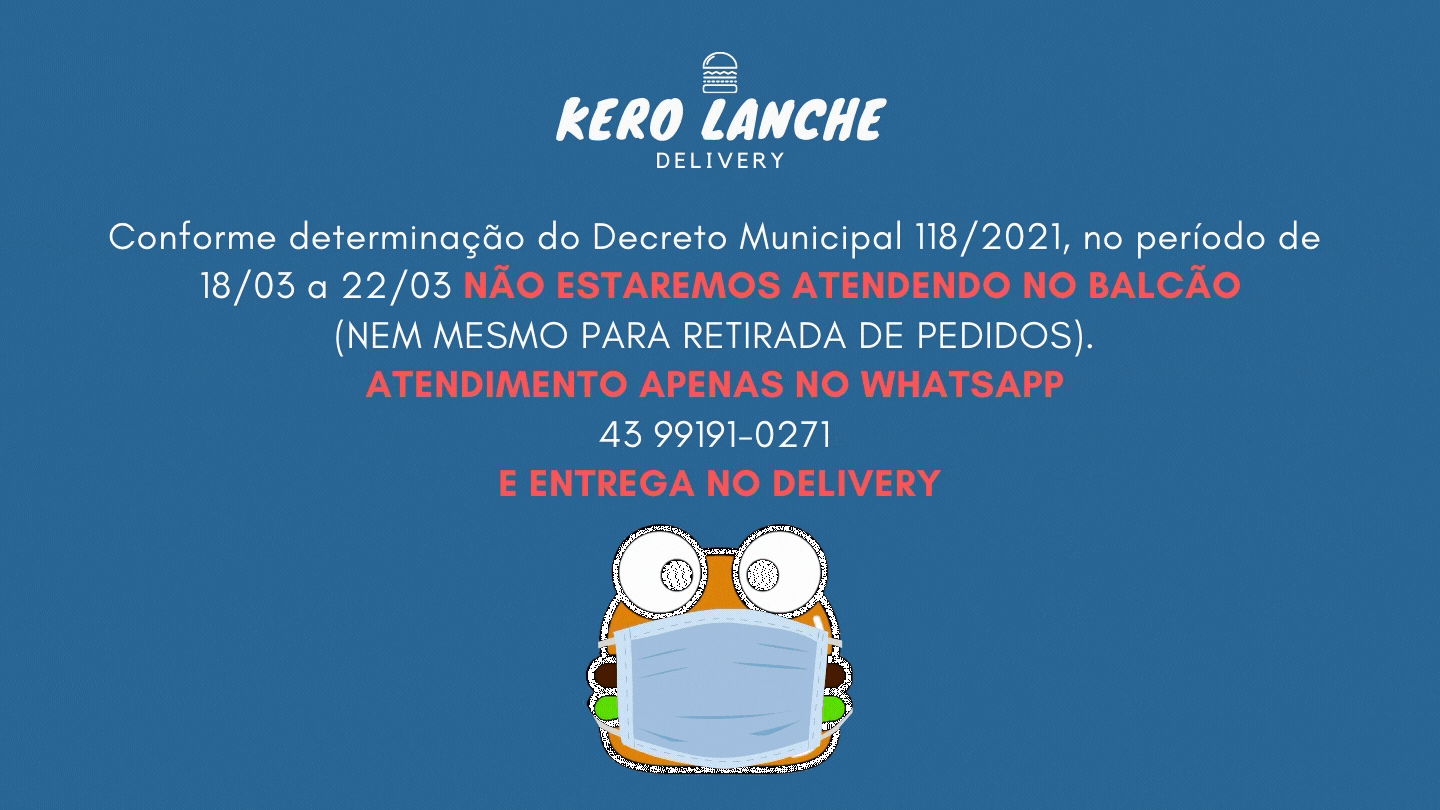 KERO LANCHE
DELIVERY
Conforme determinação do Decreto Municipal 118/2021, no período de
18/03 a 22/03 NÃO ESTAREMOS ATENDENDO NO BALCÃO
(NEM MESMO PARA RETIRADA DE PEDIDOS).
ATENDIMENTO APENAS NO WHATSAPP
43 99191-0271
E ENTREGA NO DELIVERY